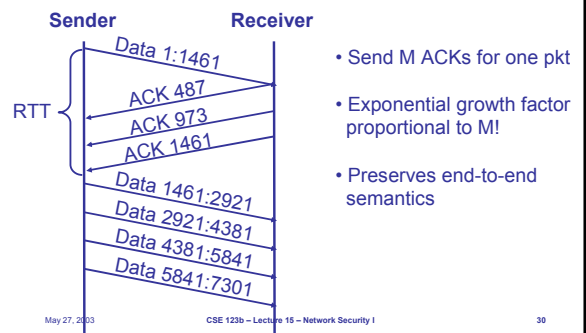 Sender
Receiver
Data 1:1461
ACK 487
ACK 973
ACK 1461
RTT
Data 1461:2921
Data 2921:4381
Data 4381:5841
Data 5841:7301
• Send M ACKs for one pkt
• Exponential growth factor
proportional to M!
• Preserves end-to-end
semantics
May 27, 2003
CSE 123b – Lecture 15 – Network Security I
30